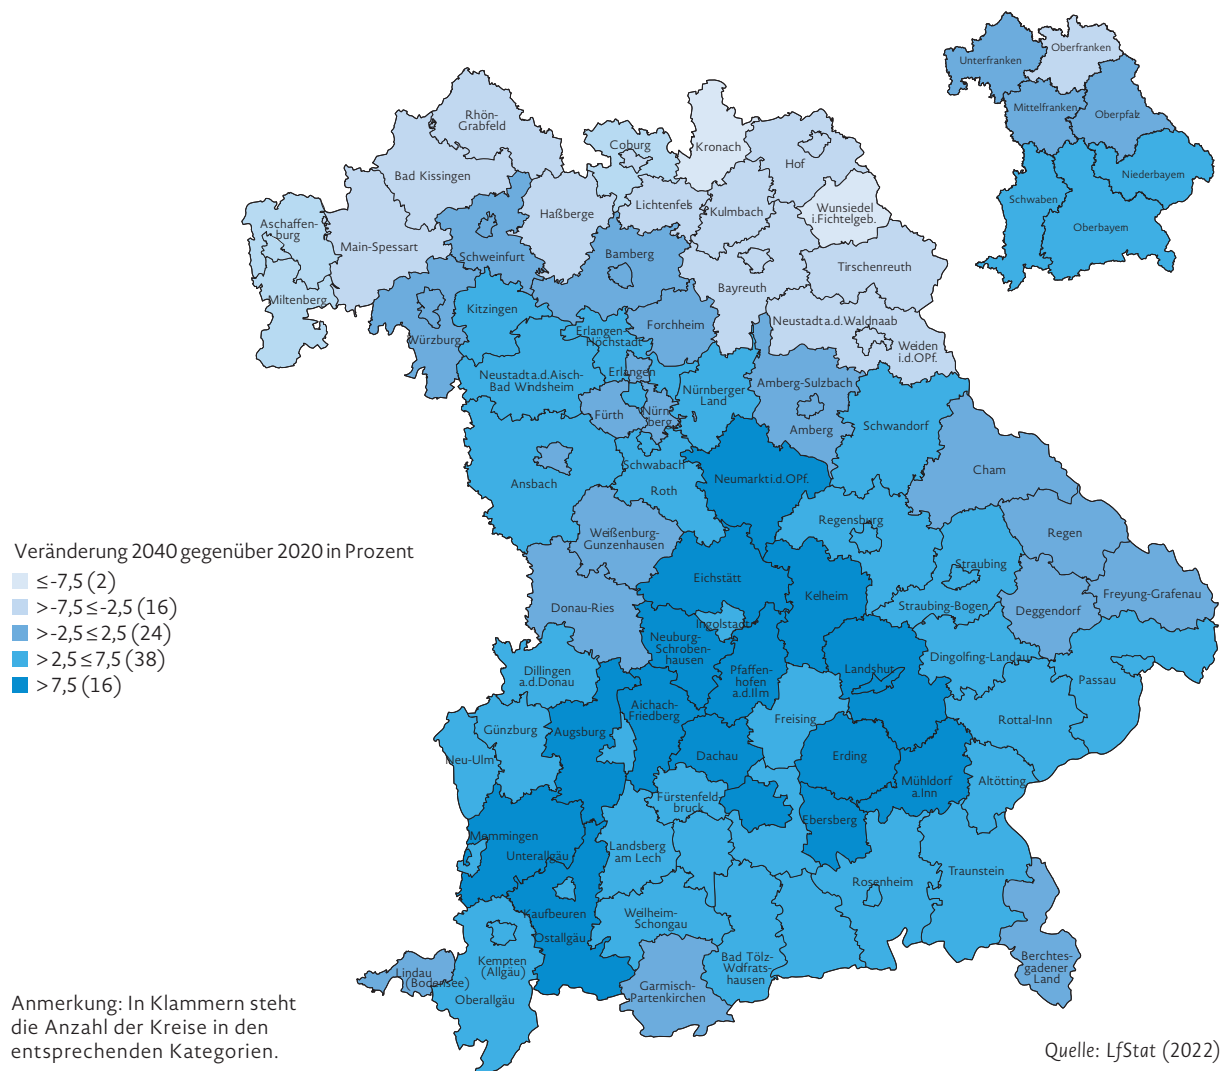 Oberfranken
Unterfranken
Mittelfranken
Oberpfalz
Niederbayern
Schwaben
Oberbayern
Rhön-
Grabfeld
Coburg
Kronach
Hof
Bad Kissingen
Lichtenfels
Kulmbach
Wunsiedel
i.Fichtelgeb.
Haßberge
Aschaffen-
burg
Main-Spessart
Schweinfurt
Bamberg
Tirschenreuth
Bayreuth
Miltenberg
Kitzingen
Würzburg
Forchheim
Neustadt a.d. Waldnaab
Weiden
i.d.OPf.
Erlangen-
Höchstadt
Erlangen
Neustadt a.d. Aisch-
Bad Windsheim
Nürnberger
Land
Amberg-Sulzbach
Fürth
Nürn-
berg
Amberg
Schwandorf
Schwabach
Roth
Neumarkt i.d.OPf.
Cham
Ansbach
Weißenburg-
Gunzenhausen
Regensburg
Regen
Straubing
Eichstätt
Kelheim
Freyung-Grafenau
Donau-Ries
Straubing-Bogen
Deggendorf
Ingolstadt
Neuburg-
Schroben-
hausen
Pfaffen-
hofen
a.d.Ilm
Landshut
Dingolfing-Landau
Passau
Dillingen
a.d.Donau
Aichach-
Friedberg
Freising
Rottal-Inn
Günzburg
Augsburg
Neu-Ulm
Dachau
Erding
Mühldorf
a.Inn
Altötting
Fürstenfeld-
bruck
Ebersberg
Memmingen
Unterallgäu
Landsberg
am Lech
Traunstein
Rosenheim
Kaufbeuren
Ostallgäu
Weilheim-
Schongau
Kempten
(Allgäu)
Bad Tölz-
Wolfrats-
hausen
Berchtes-
gadener
Land
Lindau
(Bodensee)
Oberallgäu
Garmisch-
Partenkirchen
Veränderung 2040 gegenüber 2020 in Prozent
≤-7,5 (2)
>-7,5 ≤-2,5 (16)
>-2,5 ≤ 2,5 (24)
>2,5 ≤ 7,5 (38)
>7,5 (16)
Anmerkung: In Klammern steht
die Anzahl der Kreise in den
entsprechenden Kategorien.
Quelle: LfStat (2022)